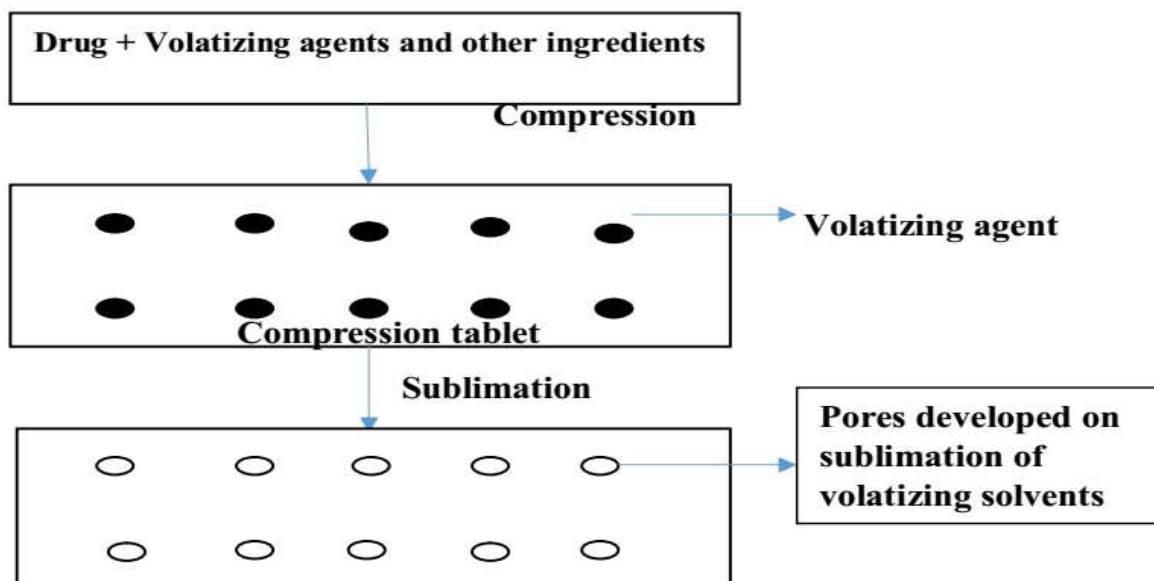 Drug + Volatizing agents and other ingredients
Compression
Volatizing agent
Compression tablet
Sublimation
Pores developed on
sublimation of
volatizing solvents